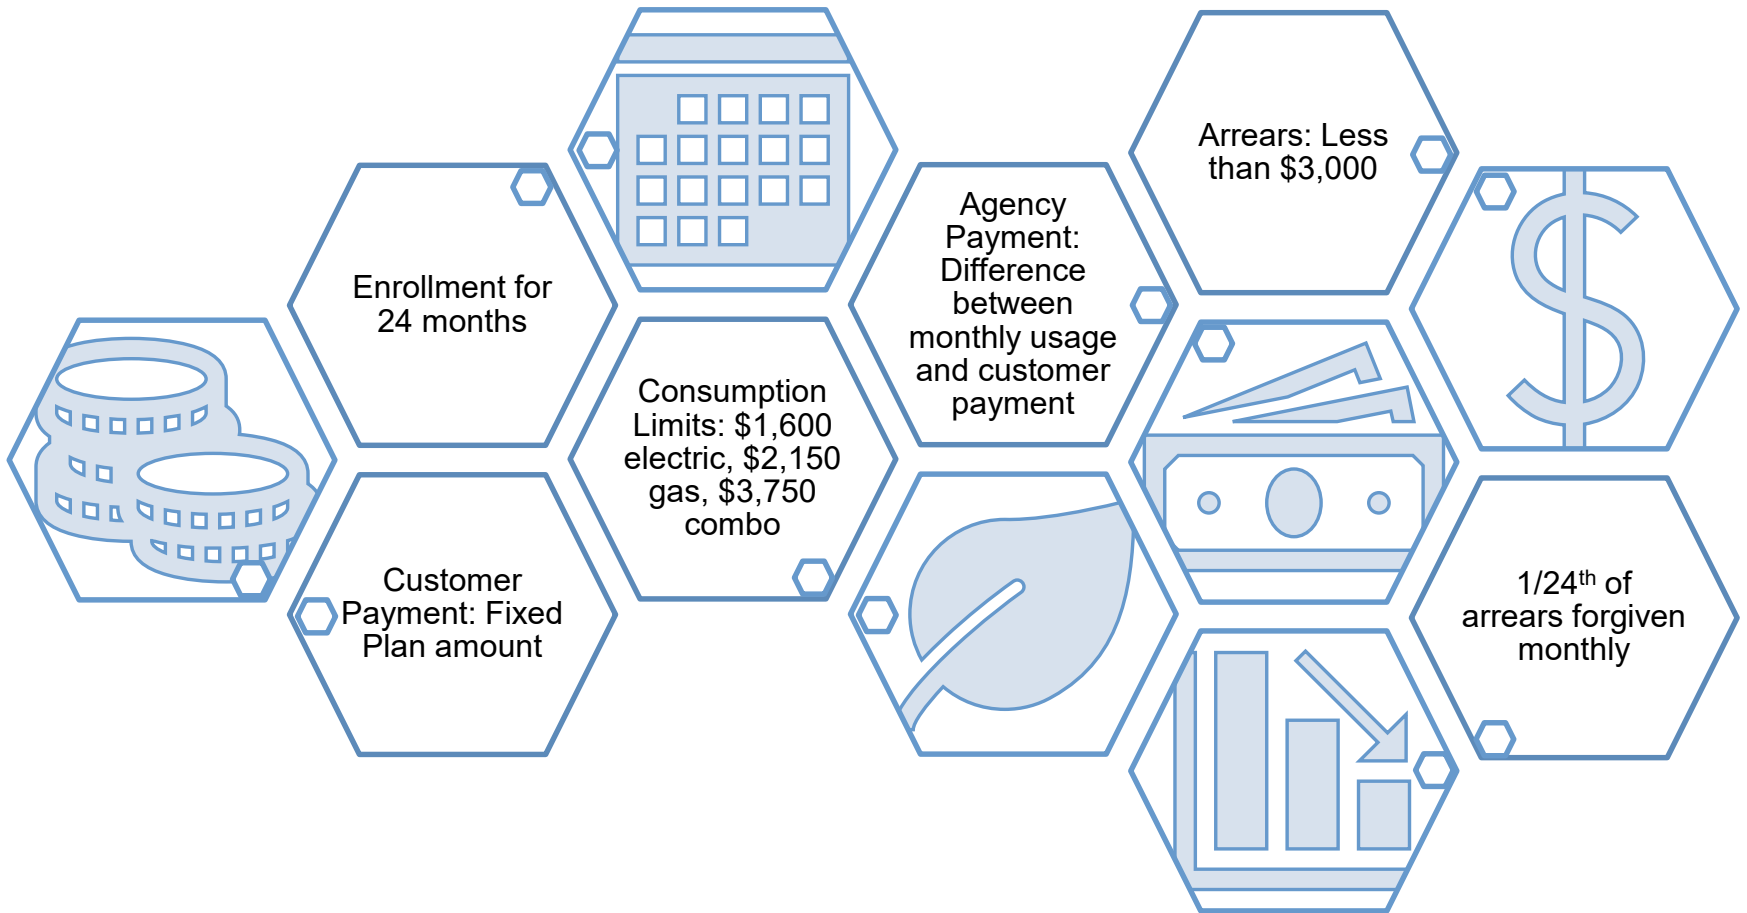 Enrollment for
24 months
Customer
Payment: Fixed
Plan amount
Consumption
Limits: $1,600
electric, $2,150
gas, $3,750
combo
Agency
Payment:
Difference
between
monthly usage
and customer
payment
Arrears: Less
than $3,000
1/24th of
arrears forgiven
monthly